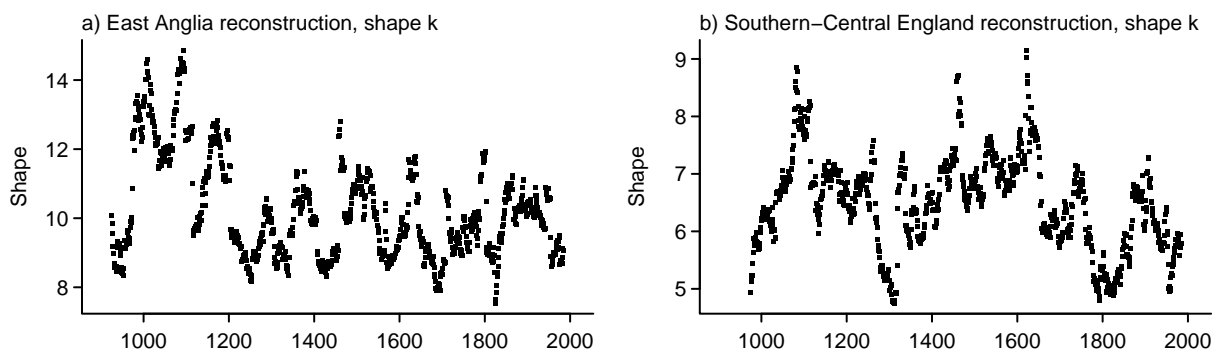 a) East Anglia reconstruction, shape k
Shape
14
12
10
8
1000 1200 1400 1600 1800 2000
b) Southern−Central England reconstruction, shape k
Shape
9
8
7
6
5
1000 1200 1400 1600 1800 2000